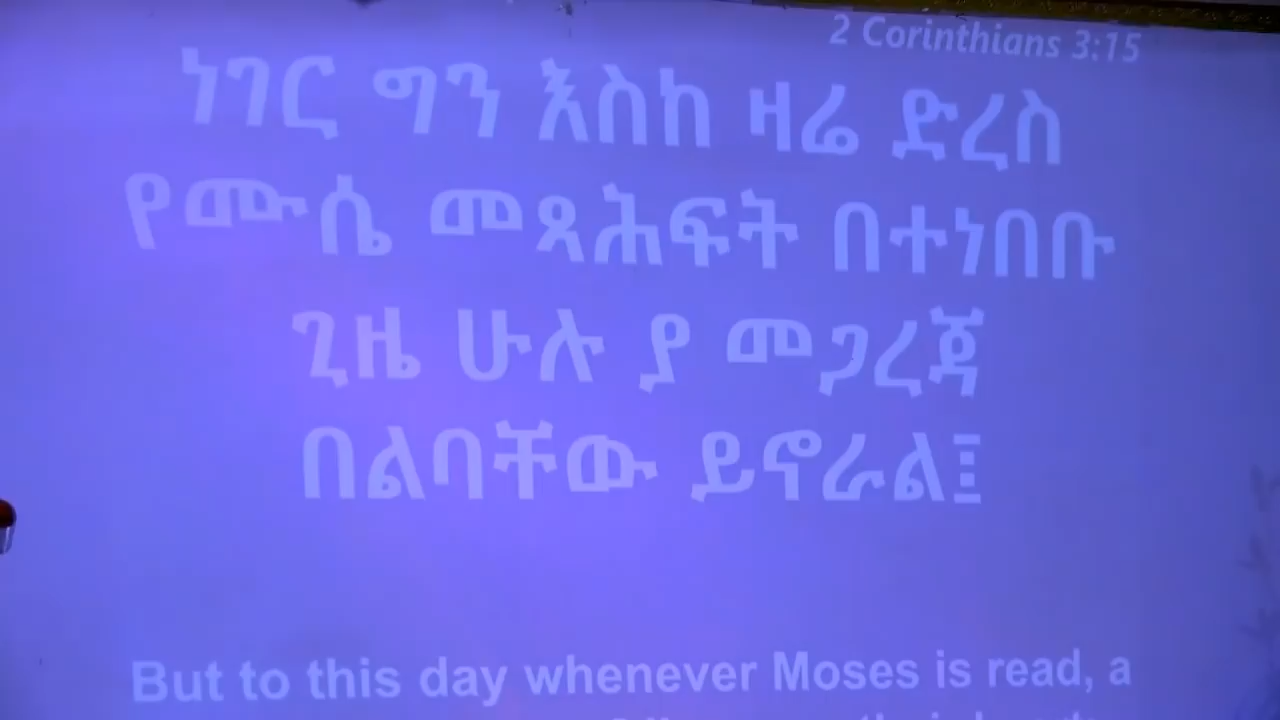 2 Corinthians 3:15
ነገር ግን እስከ ዛሬ ድረስ
የሙሴ መጻሕፍት በተነበቡ
ጊዜ ሁሉ ያ መጋረጃ
በልባቸው ይኖራል፤
But to this day whenever Moses is read, a